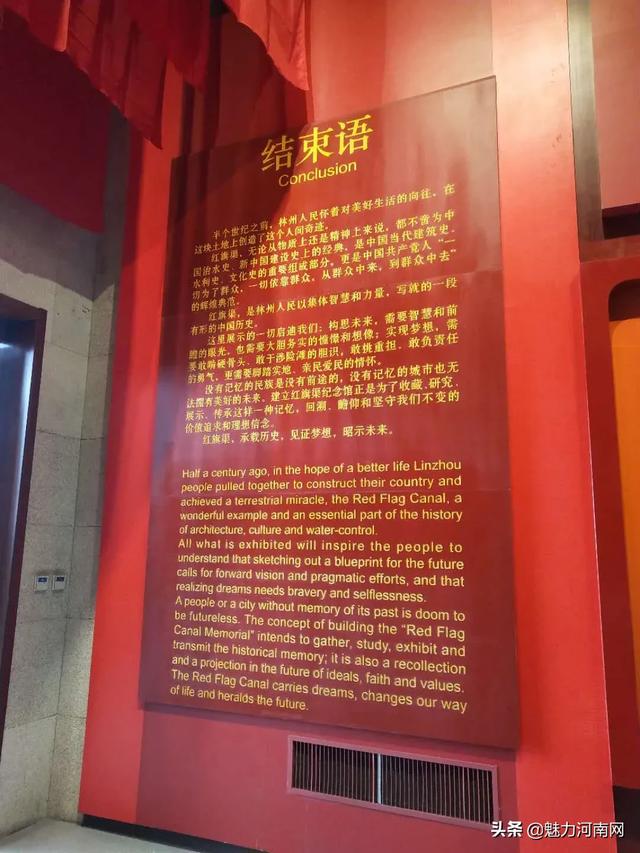 结束语
Conclusion
半个世纪之前，林州人民怀着对美好生活的向往，在
这块土地上创造了这个人间奇迹。
红旗渠，无论从物质上还是精神上来说，都不啻为中
国治水史、新中国建设史上的经典，是中国当代建筑史、
水利史、文化史的重要组成部分，更是中国共产党人“一
切为了群众，一切依靠群众，从群众中来，到群众中去”
的辉煌典范。
红旗渠，是林州人民以集体智慧和力量，写就的一段
有形的中国历史。
这里展示的一切启迪我们：构思未来，需要智慧和前
瞻的眼光，也需要大胆务实的憧憬和想像；实现梦想，需
要敢啃硬骨头、敢于涉险滩的胆识，敢挑重担、敢负责任
的勇气，更需要脚踏实地、亲民爱民的情怀。
没有记忆的民族是没有前途的，没有记忆的城市也无
法拥有美好的未来。建立红旗渠纪念馆正是为了收藏、研究、
展示、传承这样一种记忆，回溯、瞻仰和坚守我们不变的
价值追求和理想信念。
红旗渠，承载历史，见证梦想，昭示未来。
Half a century ago, in the hope of a better life Linzhou
people pulled together to construct their country and
achieved a terrestrial miracle, the Red Flag Canal, a
wonderful example and an essential part of the history
of architecture, culture and water-control.
All what is exhibited will inspire the people to
understand that sketching out a blueprint for the future
calls for forward vision and pragmatic efforts, and that
realizing dreams needs bravery and selflessness.
A people or a city without memory of its past is doom to
be futureless. The concept of building the "Red Flag
Canal Memorial" intends to gather, study, exhibit and
transmit the historical memory; it is also a recollection
and a projection in the future of ideals, faith and values.
The Red Flag Canal carries dreams, changes our way
of life and heralds the future.
头条 @魅力河南网